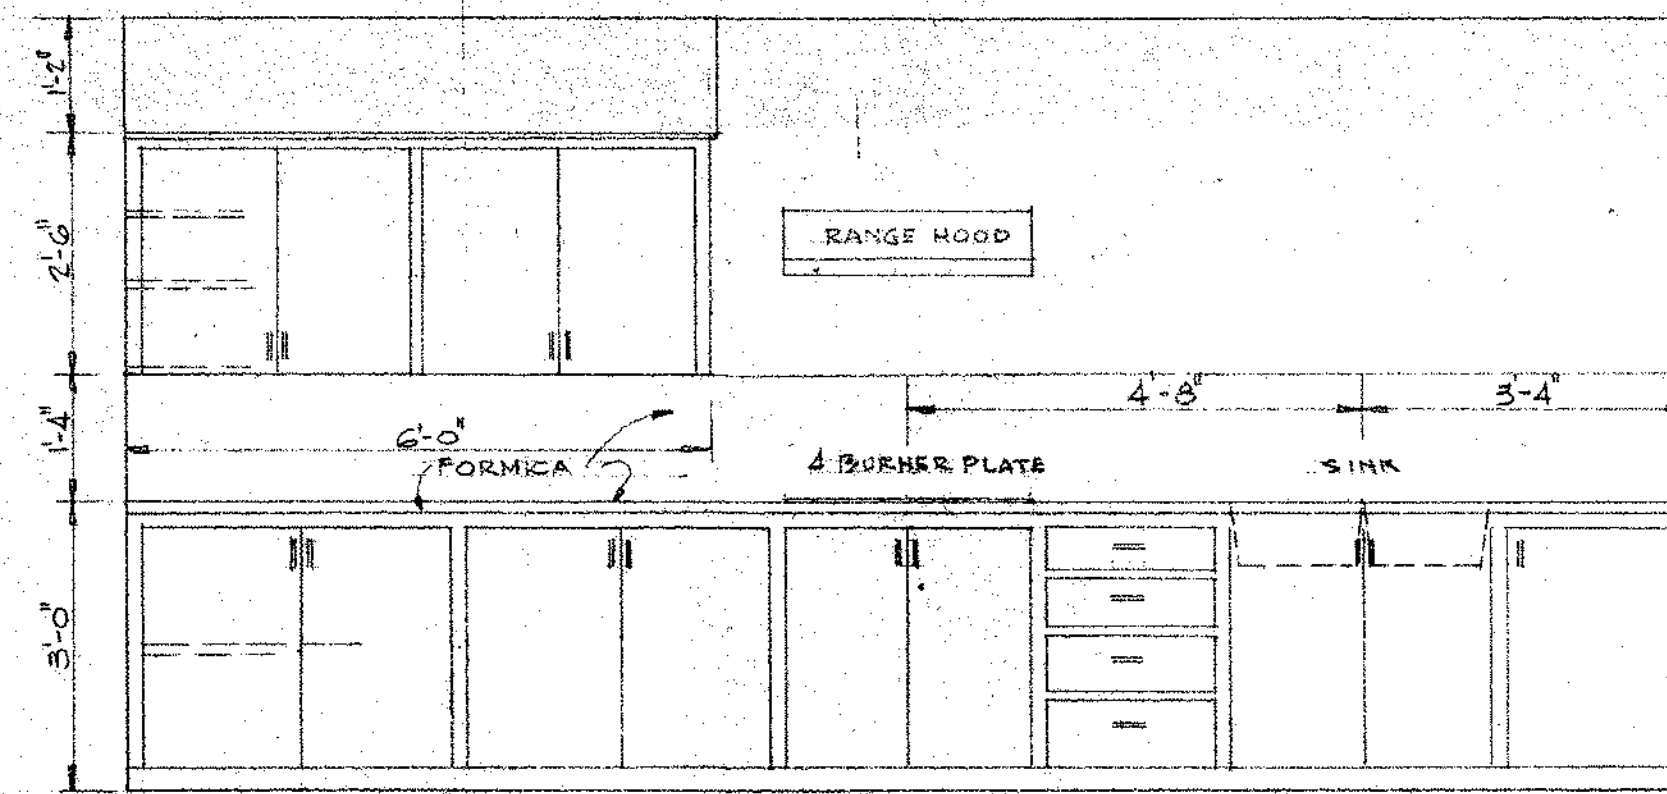 1'-2"
2'-6"
RANGE HOOD
1'-4"
4'-8"
3'-4"
6'-0"
FORMICA
4 BURNER PLATE
SINK
3'-0"